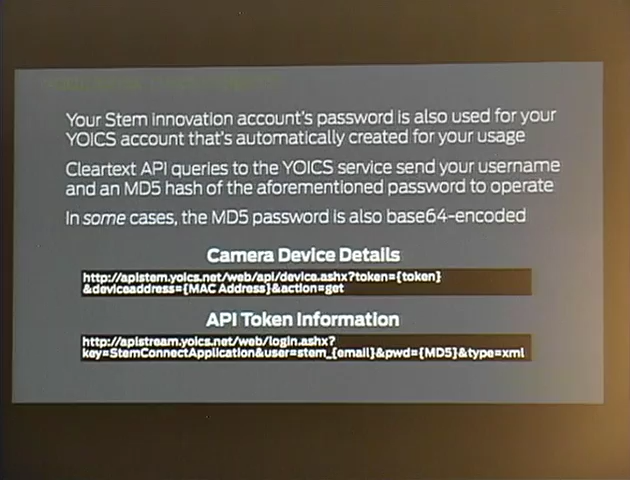 Your Stem Innovation account's password is also used for your
YOICS account that's automatically created for your usage
Cleartext API queries to the YOICS service send your username
and an MD5 hash of the aforementioned password to operate
In some cases, the MD5 password is also base64-encoded
Camera Device Details
http://apistem.yoics.net/web/api/device.ashx?token={token}
&deviceaddress={MAC Address}&action=get
API Token Information
http://apistream.yoics.net/web/login.ashx?
key=StemConnectApplication&user=stem_{email}&pwd={MD5}&type=xml